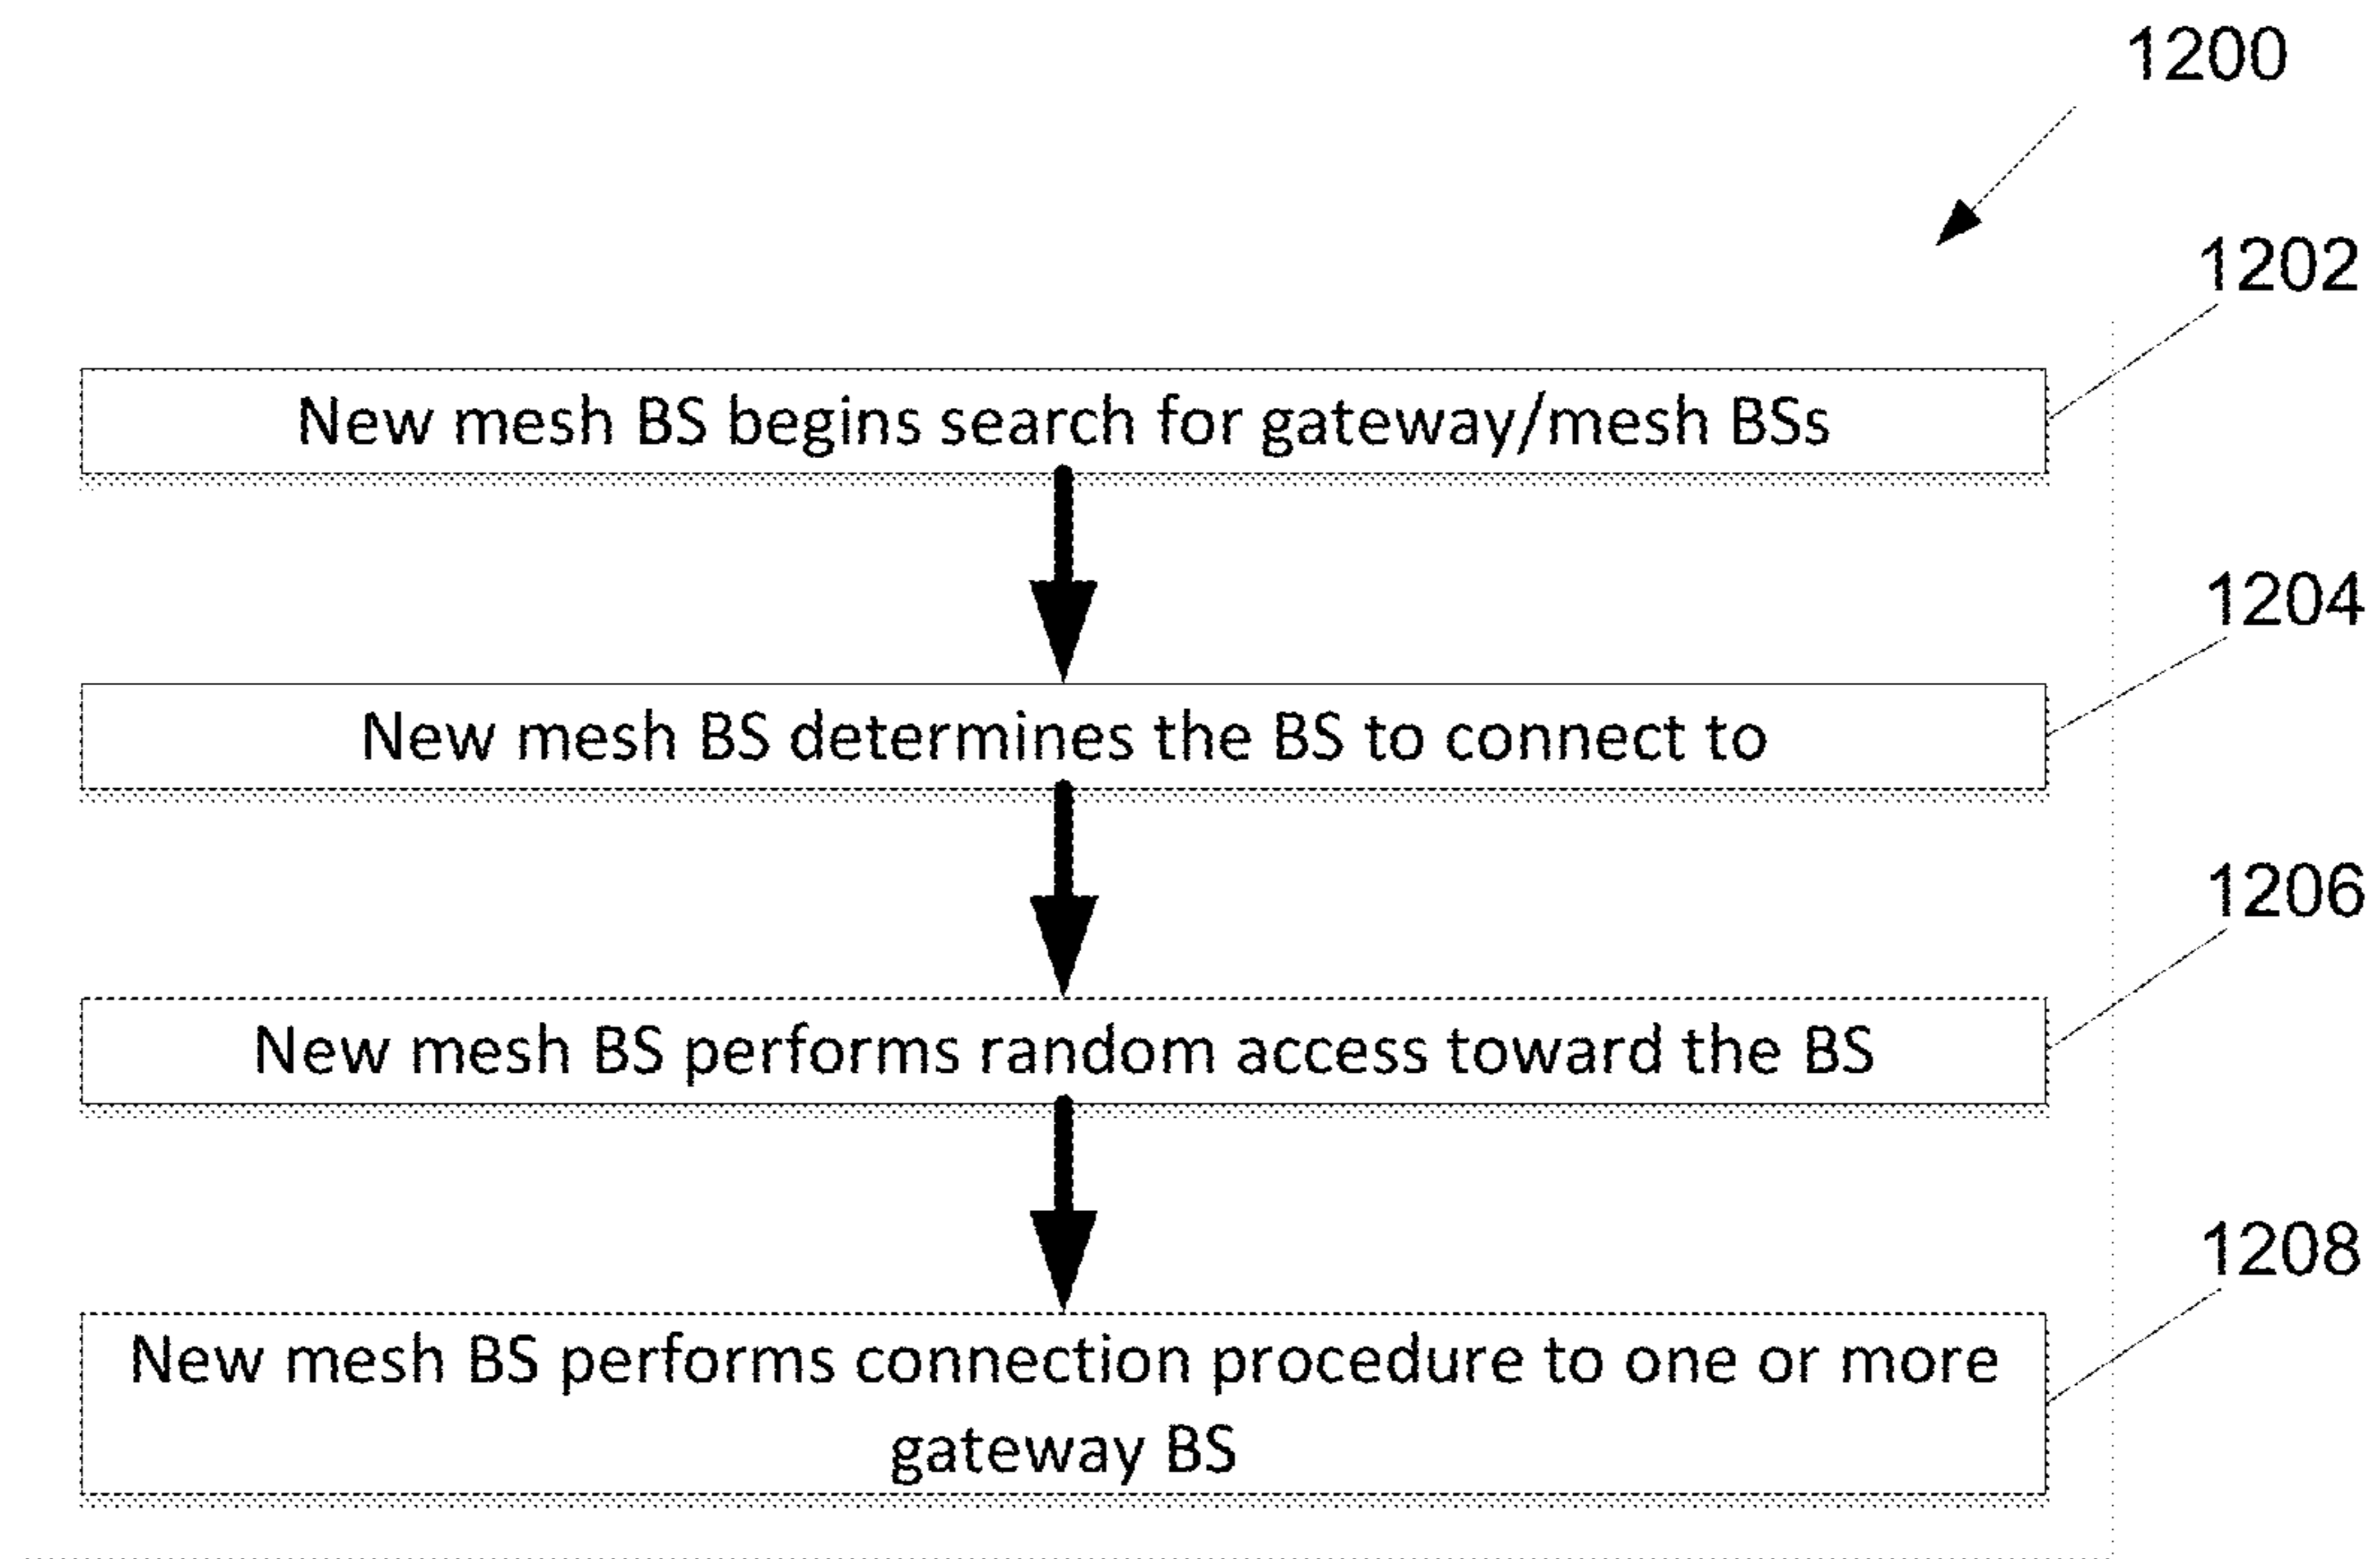 1200
1202
New mesh BS begins search for gateway/mesh BSs
1204
New mesh BS determines the BS to connect to
1206
New mesh BS performs random access toward the BS
1208
New mesh BS performs connection procedure to one or more
gateway BS